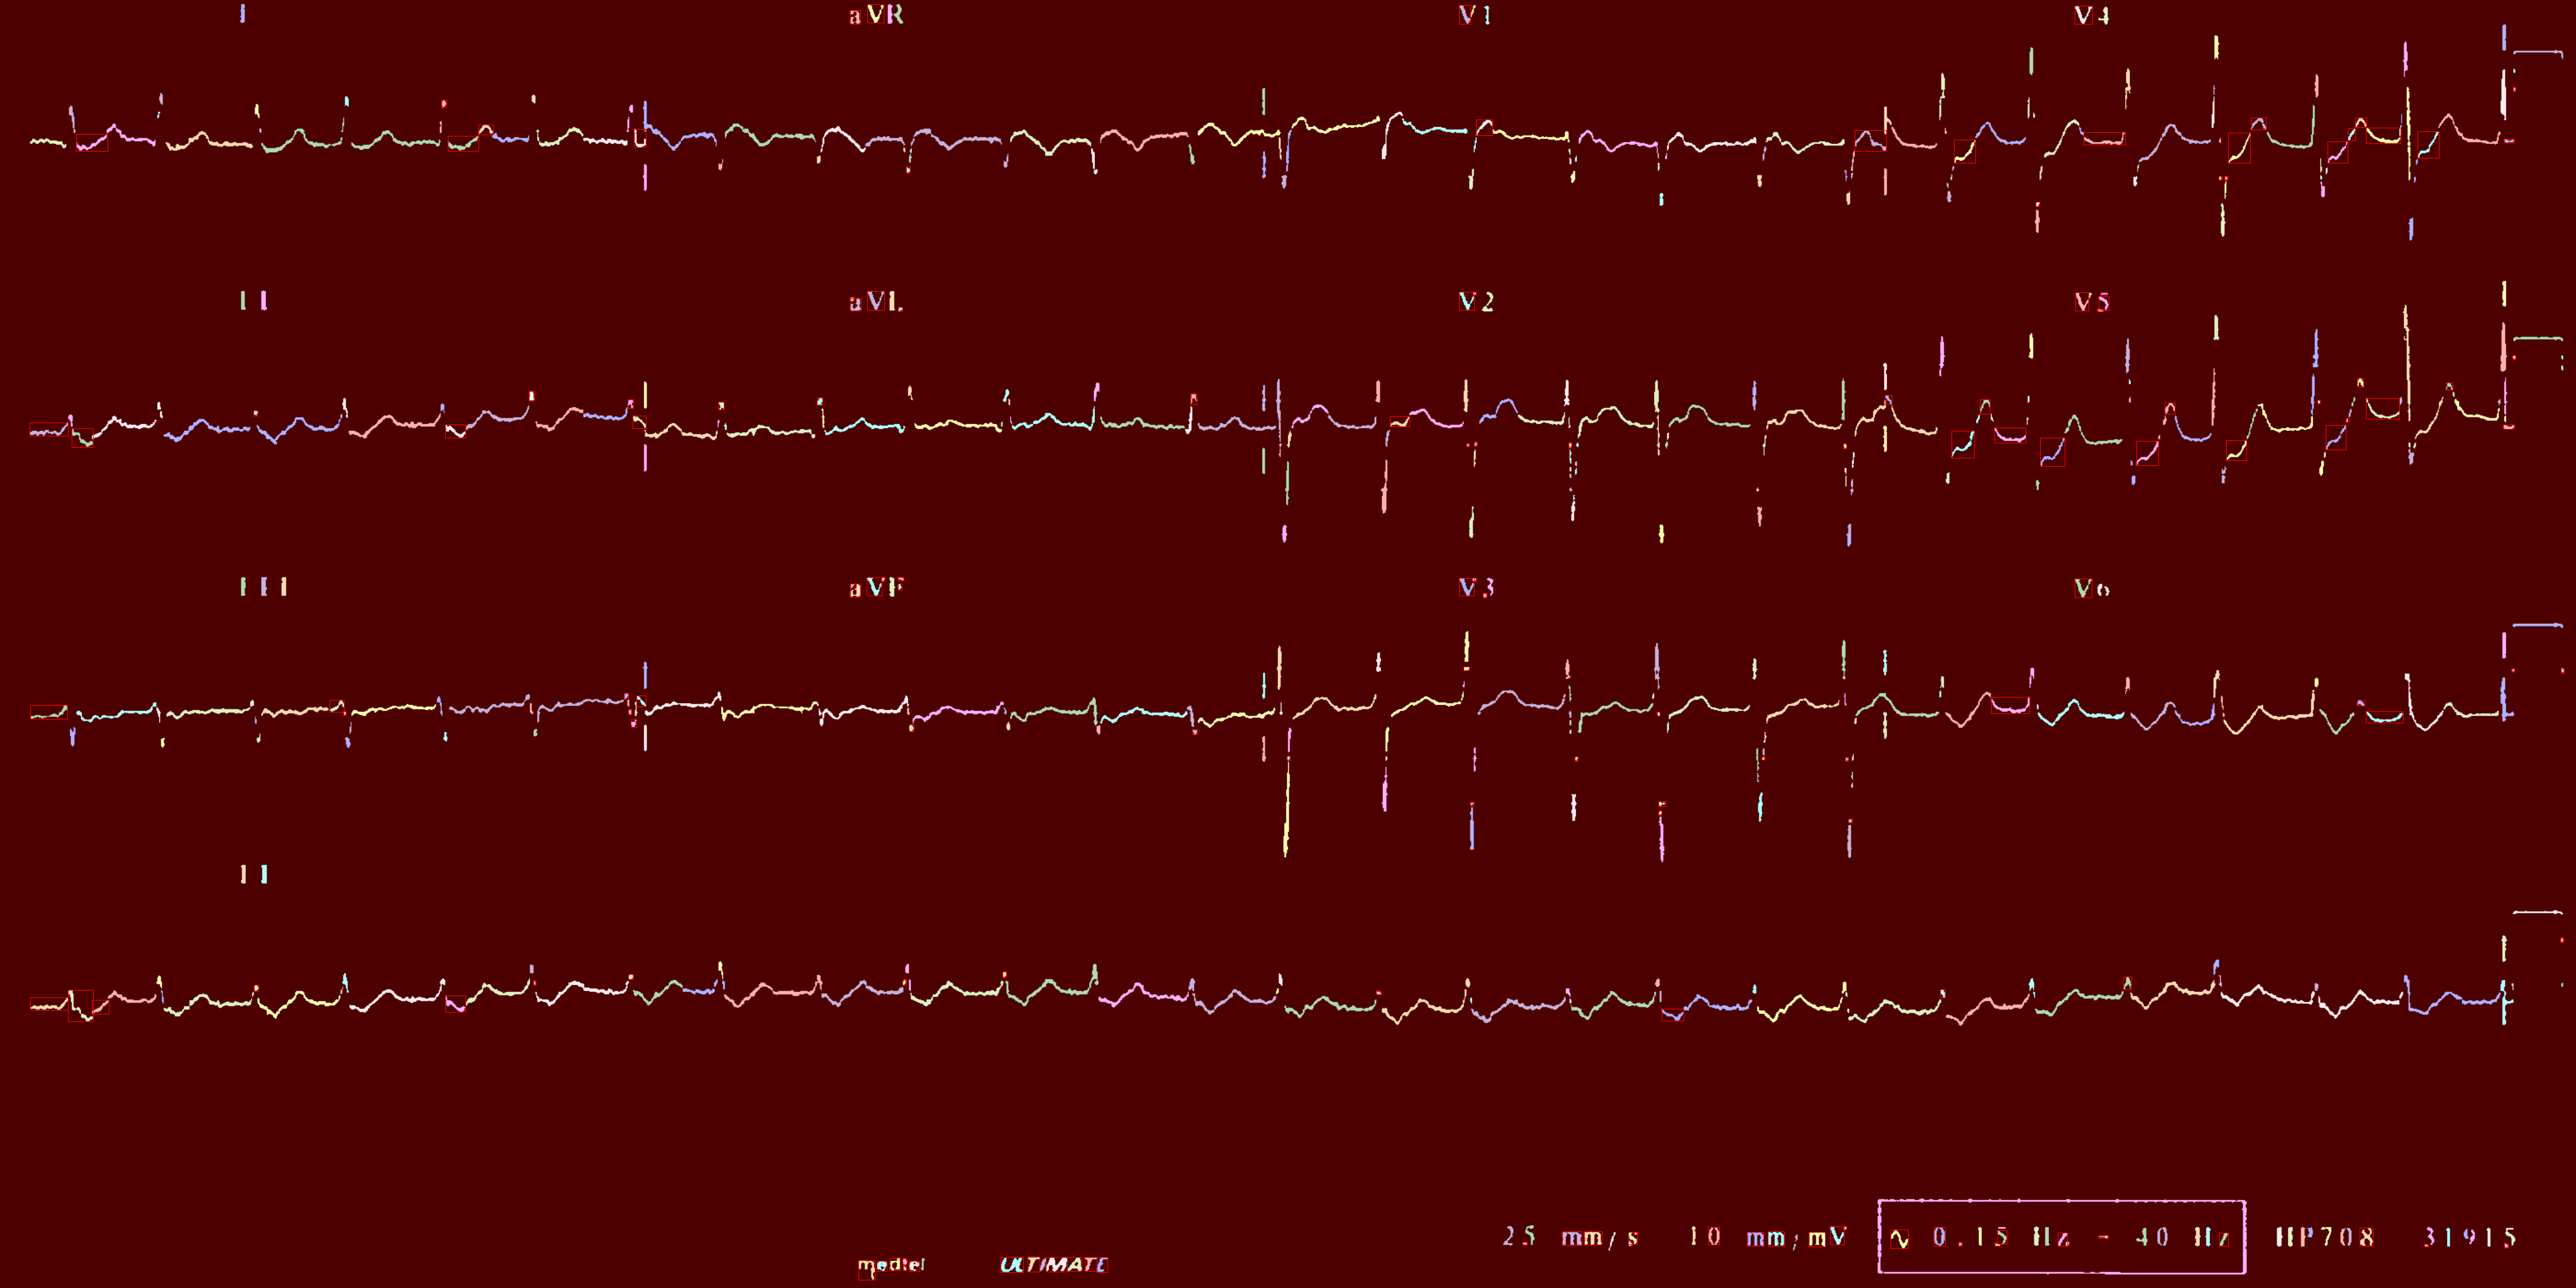 I aVR V1 V4
II aVL V2 V5
III aVF V3 V6
II
25 mm/s 10 mm/mV ~ 0.15 Hz - 40 Hz HP708 31915
medtel ULTIMATE